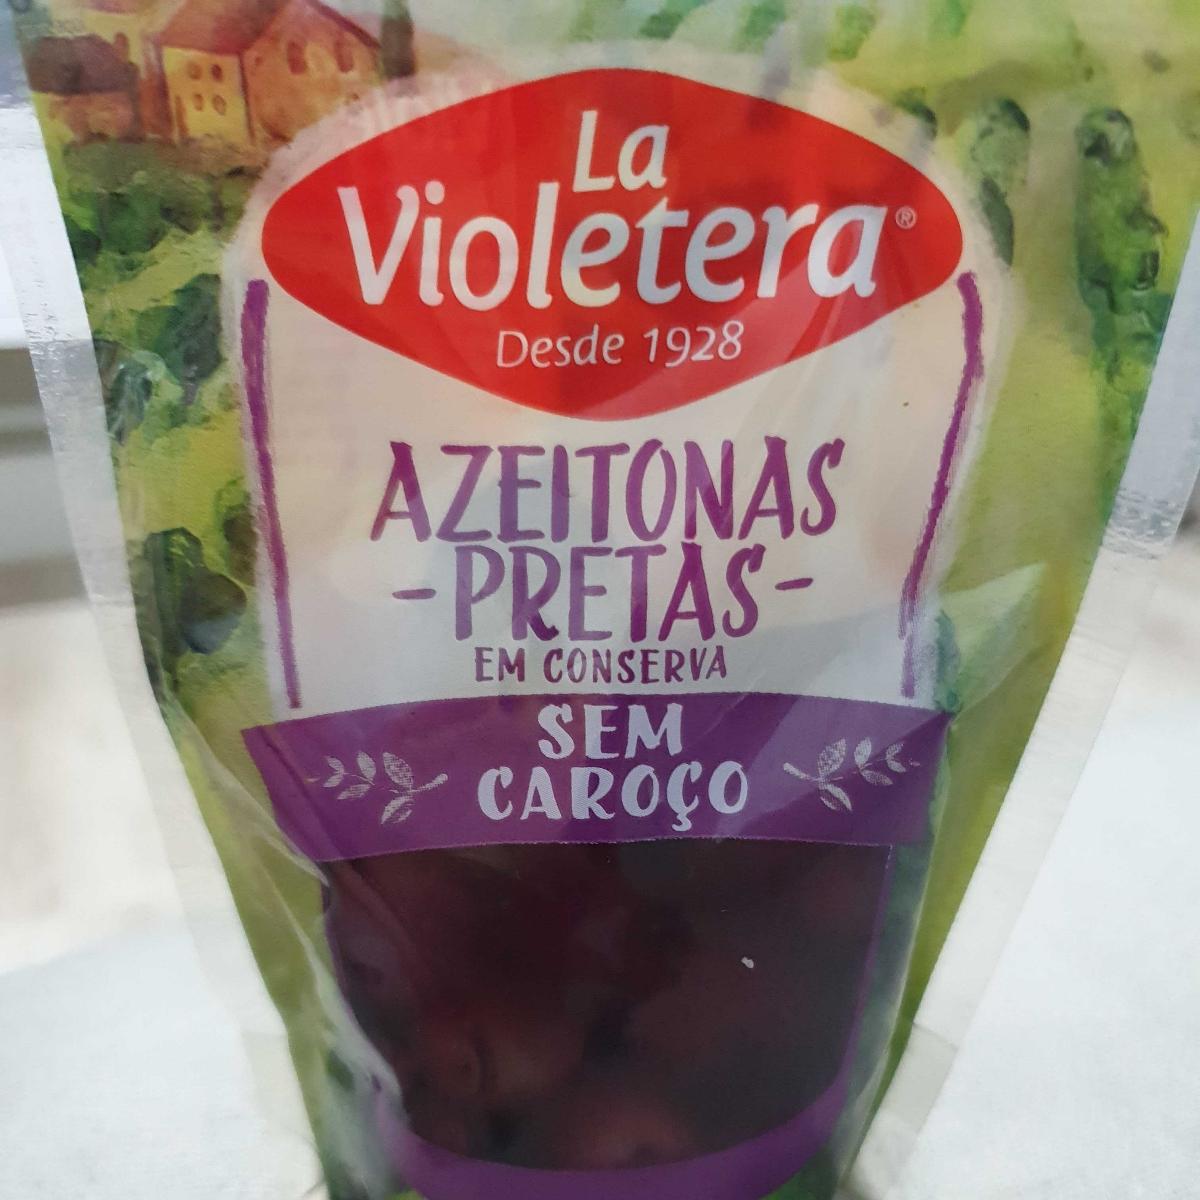 La
Violetera®
Desde 1928
AZEITONAS
-PRETAS-
EM CONSERVA
SEM
CAROÇO